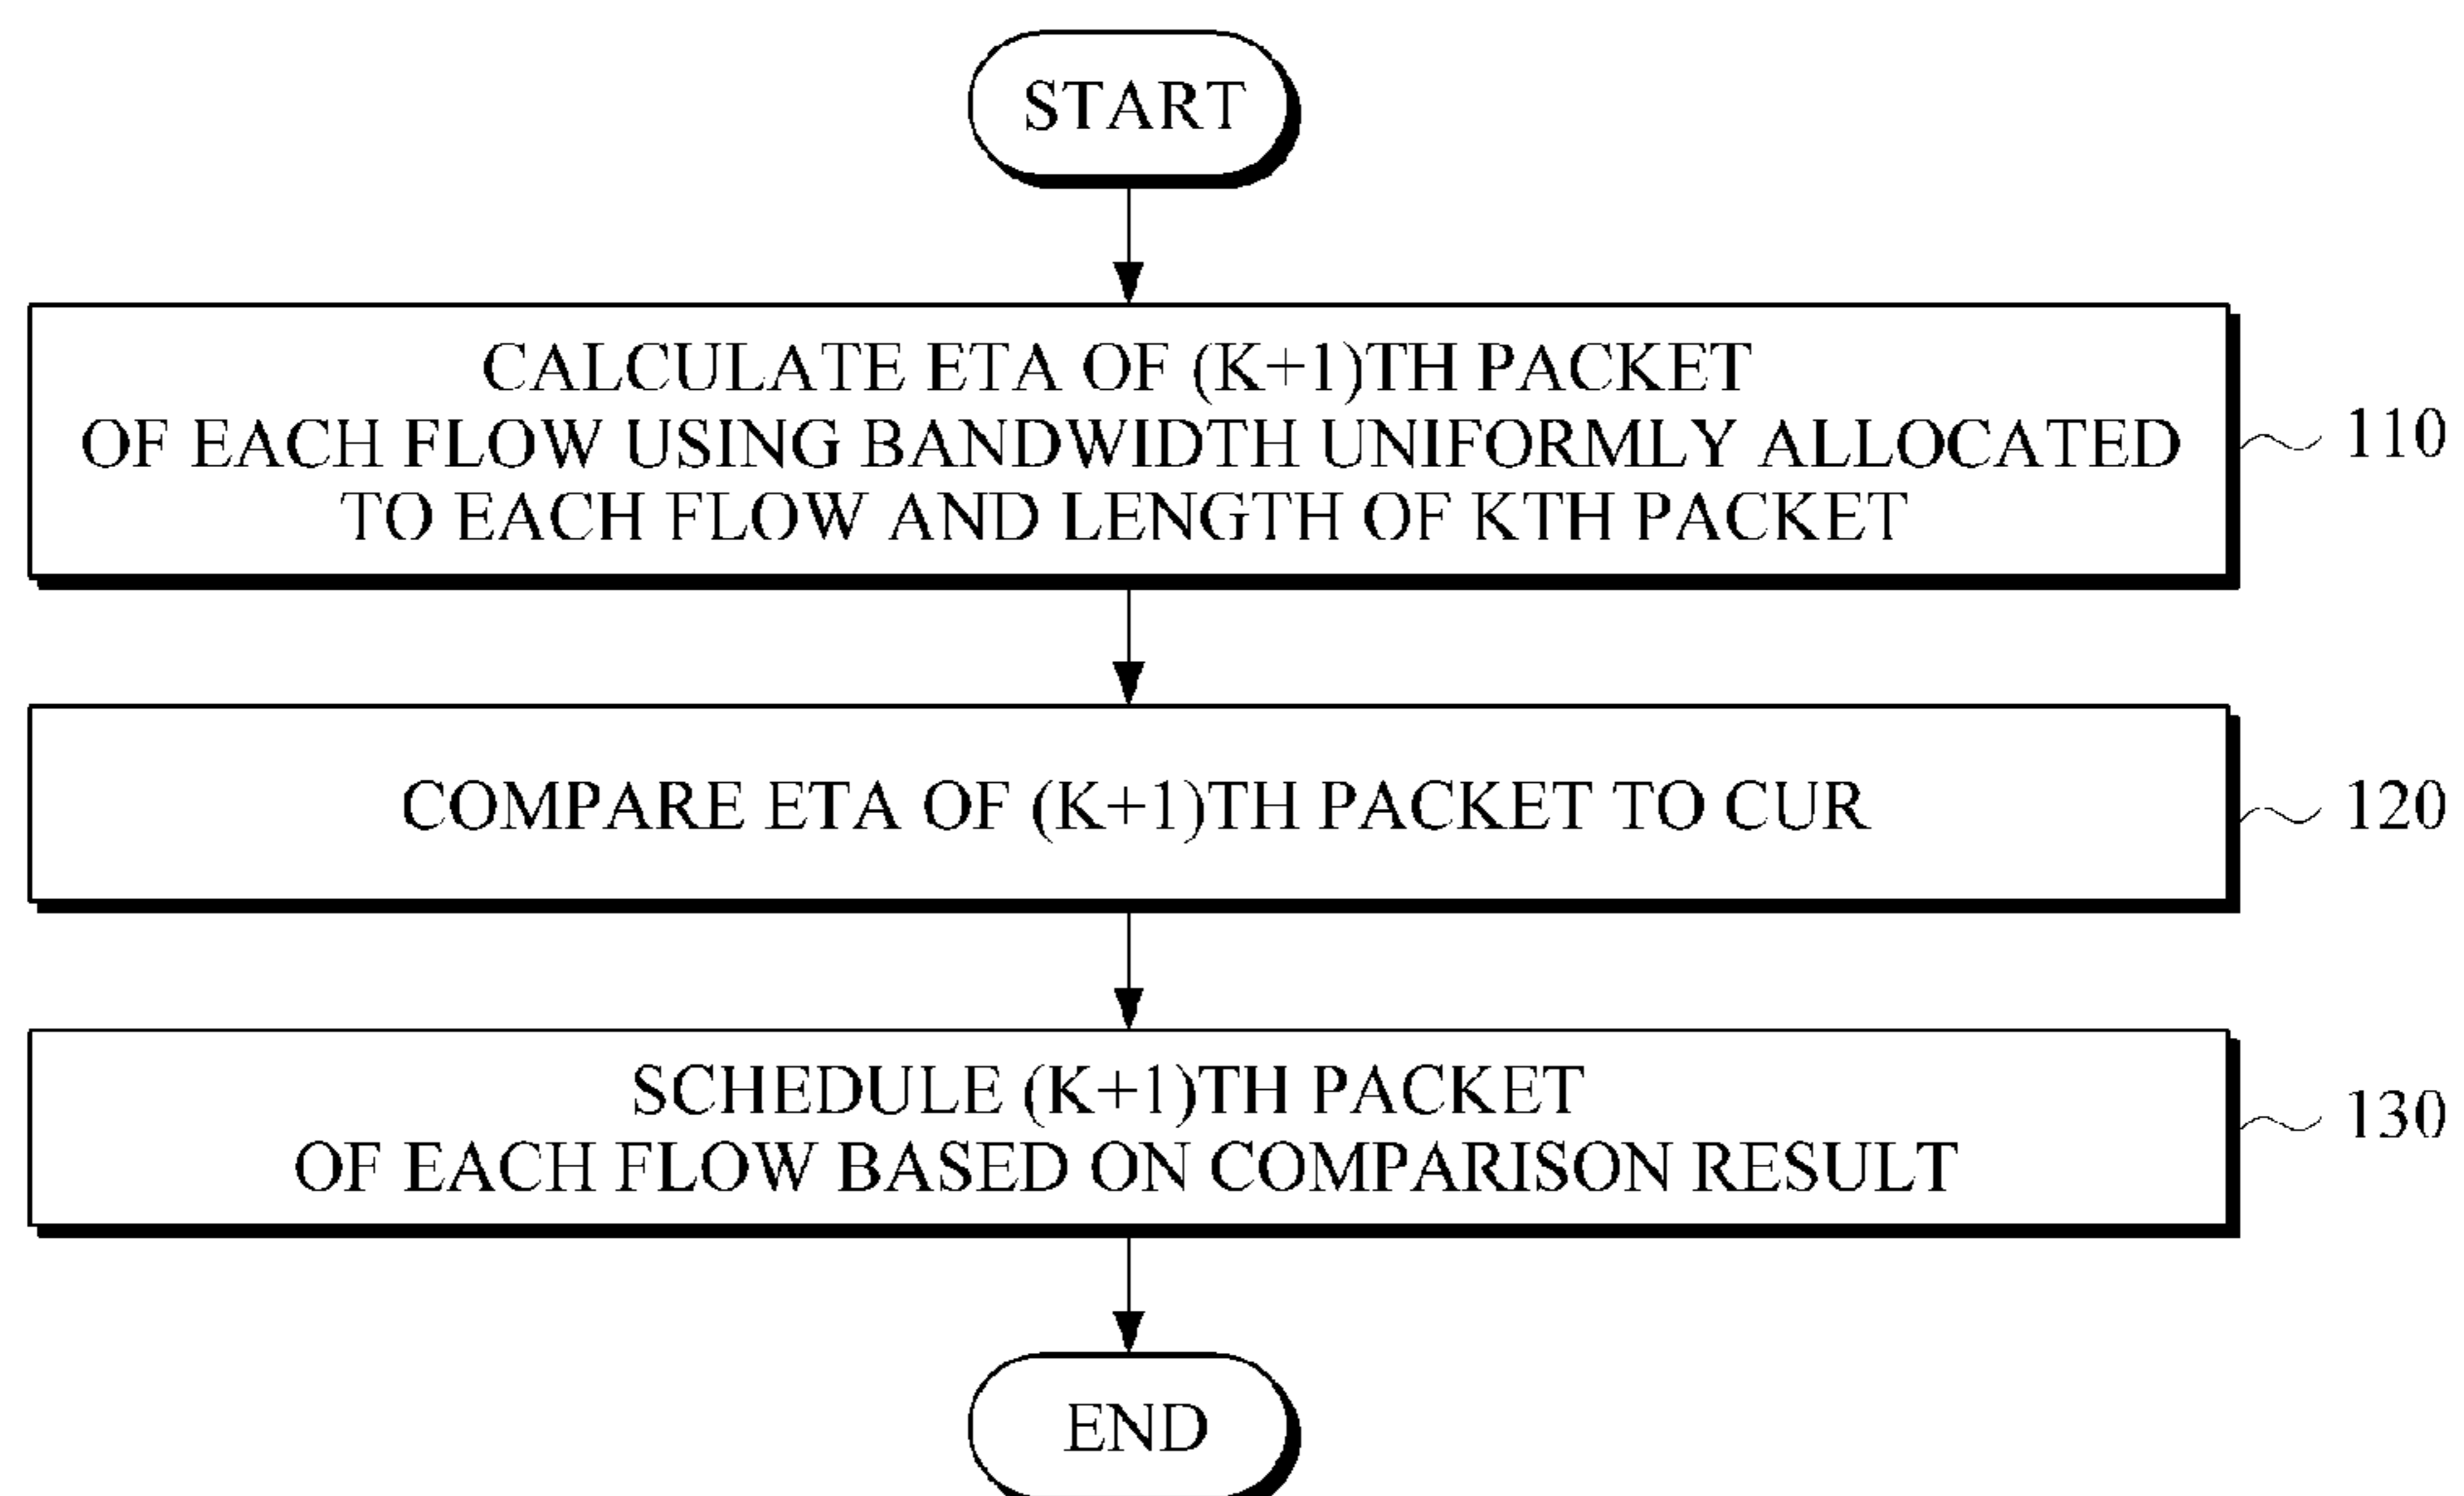 START
CALCULATE ETA OF (K+1)TH PACKET
OF EACH FLOW USING BANDWIDTH UNIFORMLY ALLOCATED
TO EACH FLOW AND LENGTH OF KTH PACKET
110
COMPARE ETA OF (K+1)TH PACKET TO CUR
120
SCHEDULE (K+1)TH PACKET
OF EACH FLOW BASED ON COMPARISON RESULT
130
END